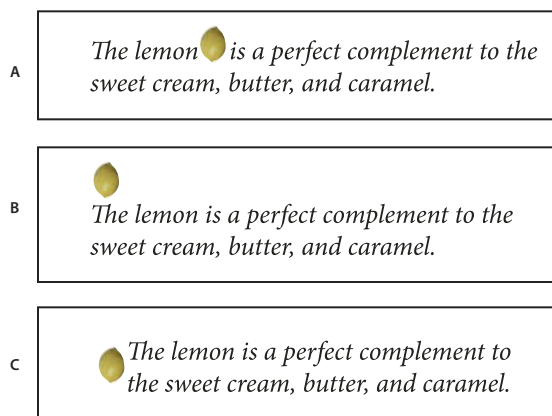 A
The lemon is a perfect complement to the
sweet cream, butter, and caramel.
B
The lemon is a perfect complement to the
sweet cream, butter, and caramel.
C
The lemon is a perfect complement to
the sweet cream, butter, and caramel.